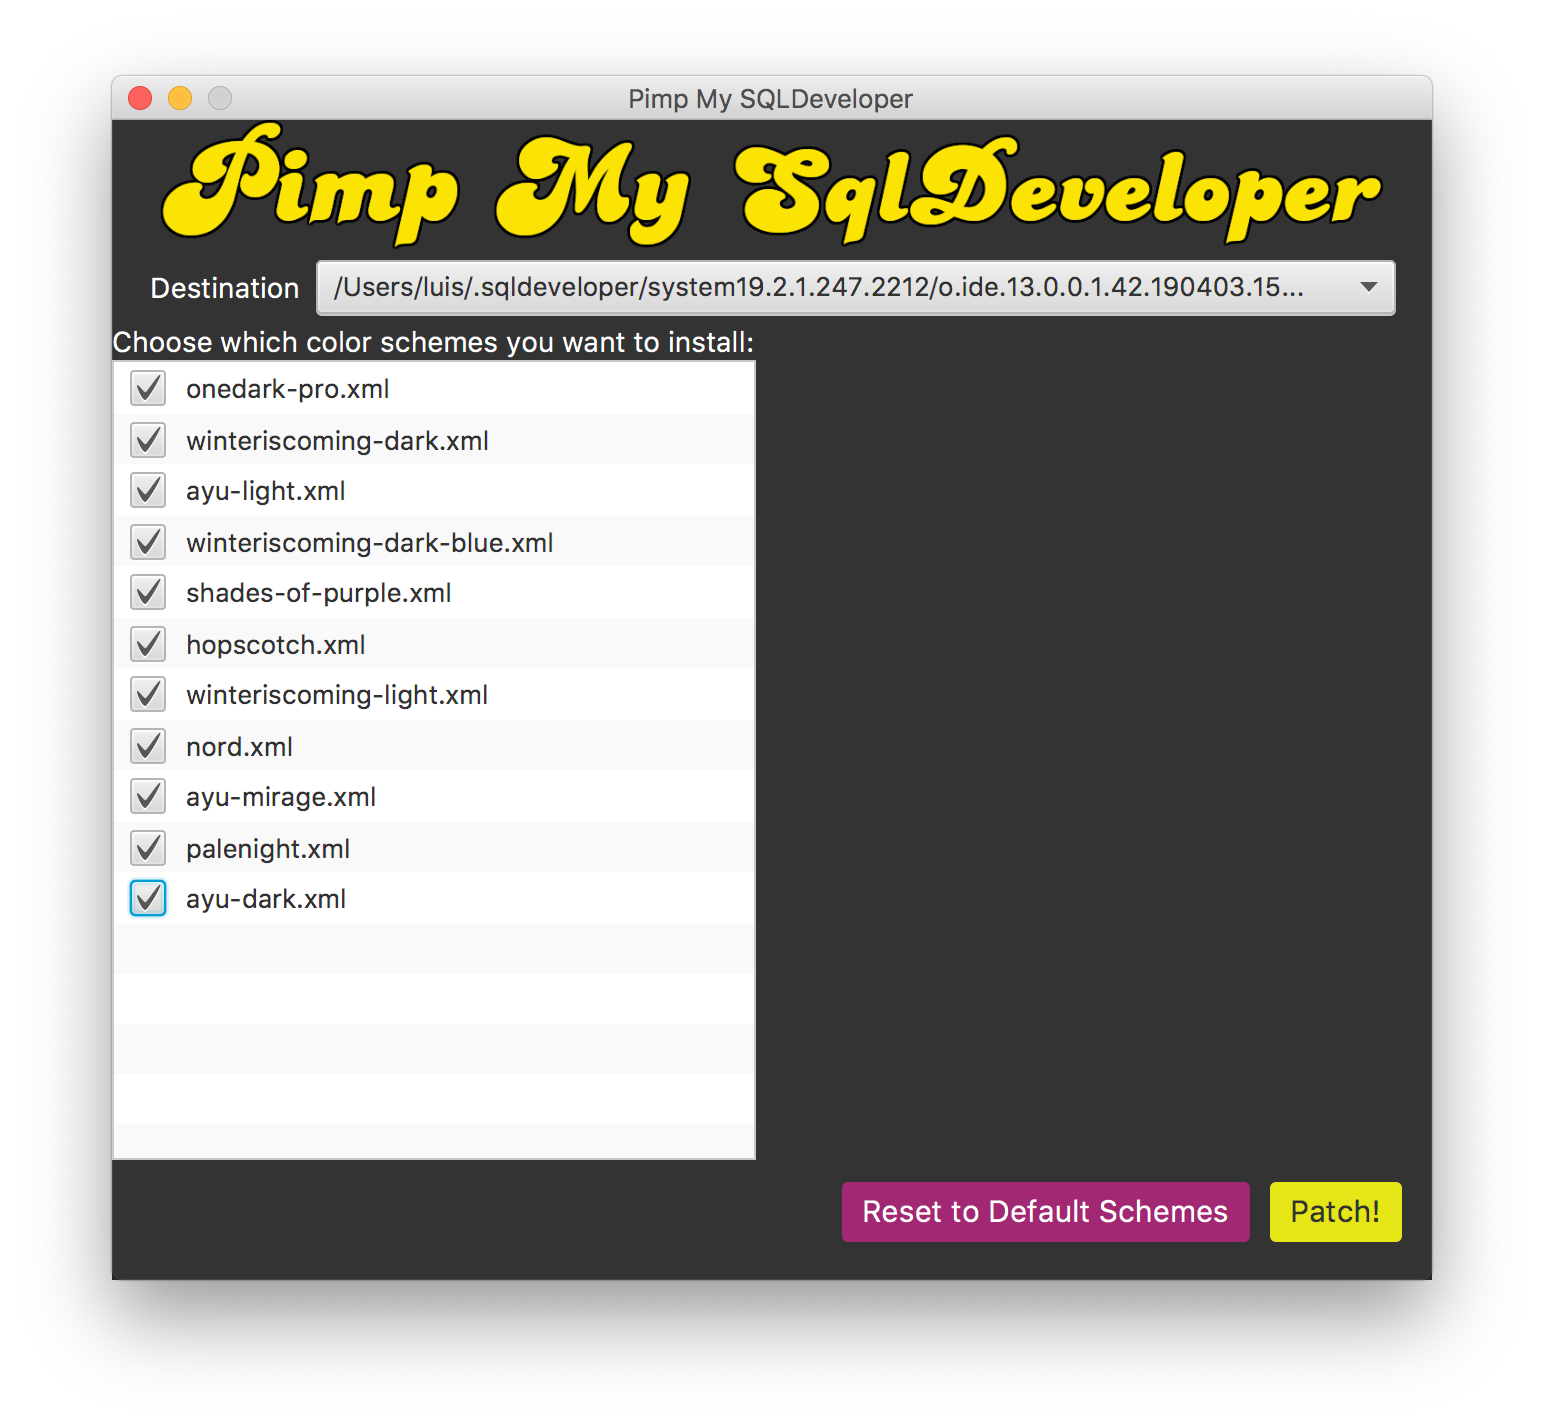 Pimp My SQLDeveloper
Pimp My SqlDeveloper
Destination /Users/luis/.sqldeveloper/system19.2.1.247.2212/o.ide.13.0.0.1.42.190403.15...
Choose which color schemes you want to install:
onedark-pro.xml
winteriscoming-dark.xml
ayu-light.xml
winteriscoming-dark-blue.xml
shades-of-purple.xml
hopscotch.xml
winteriscoming-light.xml
nord.xml
ayu-mirage.xml
palenight.xml
ayu-dark.xml
Reset to Default Schemes Patch!